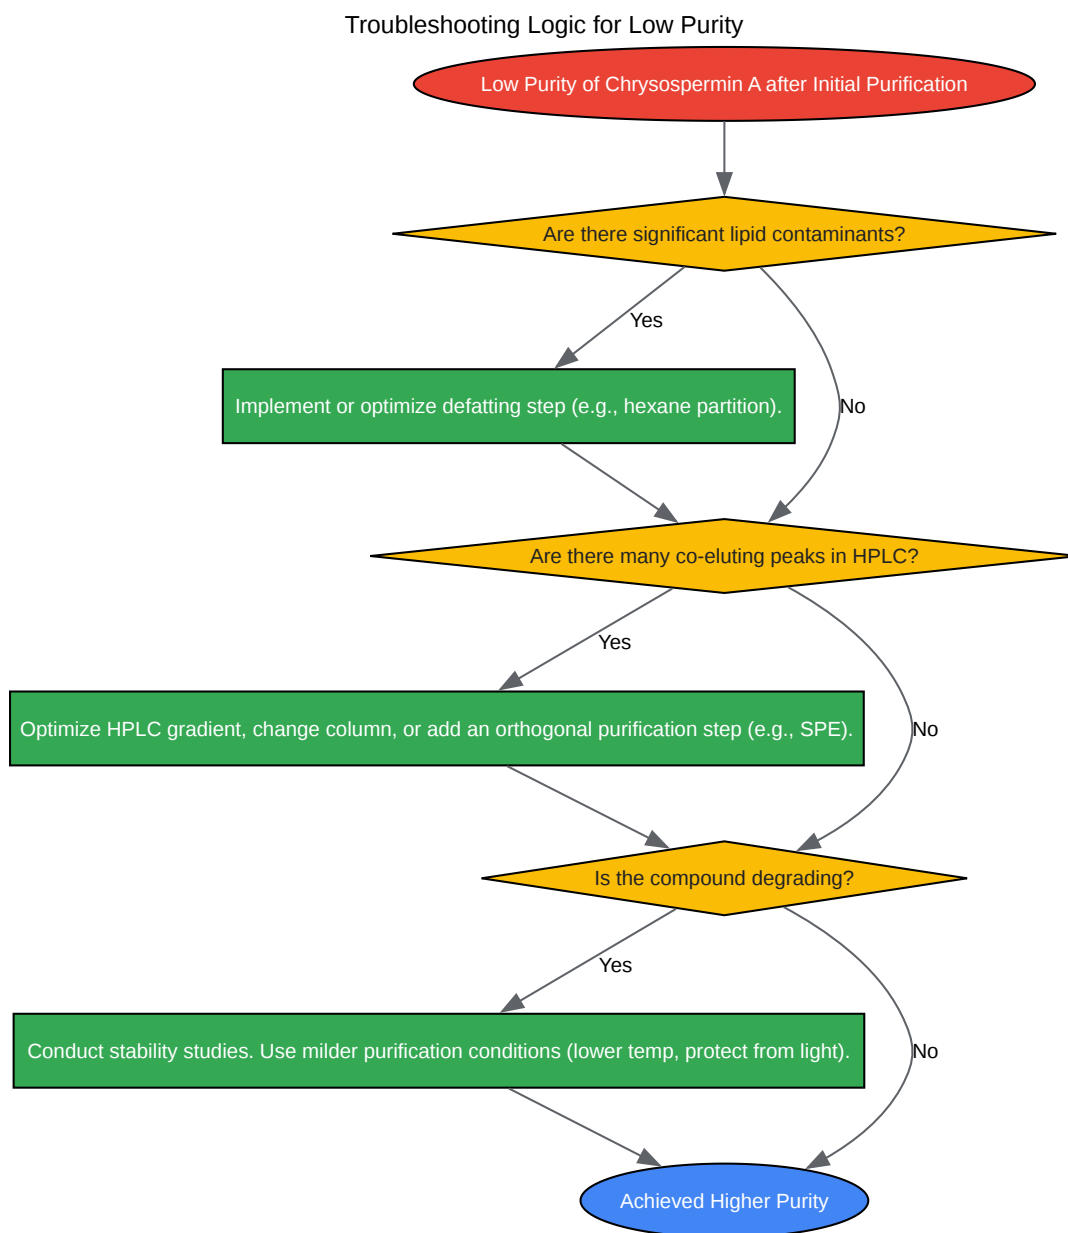 Troubleshooting Logic for Low Purity
Low Purity of Chrysospermin A after Initial Purification
Are there significant lipid contaminants?
Yes
Implement or optimize defatting step (e.g., hexane partition).
No
Are there many co-eluting peaks in HPLC?
Yes
Optimize HPLC gradient, change column, or add an orthogonal purification step (e.g., SPE).
No
Is the compound degrading?
Yes
Conduct stability studies. Use milder purification conditions (lower temp, protect from light).
No
Achieved Higher Purity